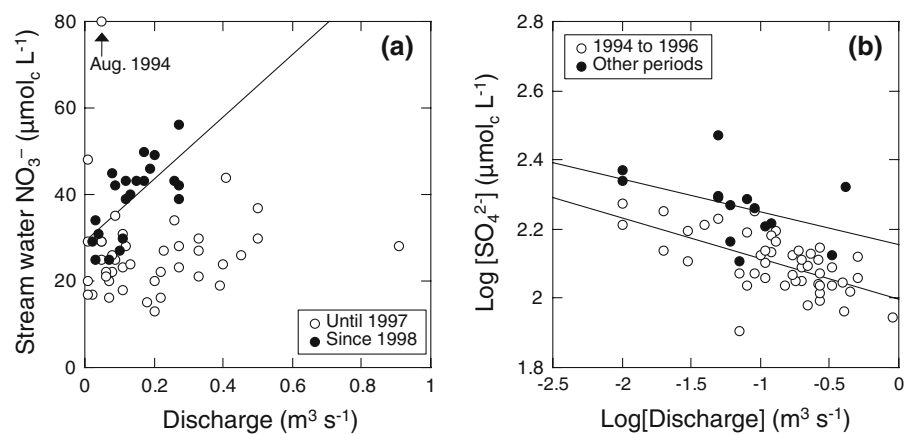 (a)
Aug. 1994
Stream water NO₃⁻ (μmol꜀ L⁻¹)
80
60
40
20
0
Until 1997
Since 1998
0 0.2 0.4 0.6 0.8 1
Discharge (m³ s⁻¹)
(b)
1994 to 1996
Other periods
Log [SO₄²⁻] (μmol꜀ L⁻¹)
2.8
2.6
2.4
2.2
2
1.8
-2.5 -2 -1.5 -1 -0.5 0
Log[Discharge] (m³ s⁻¹)